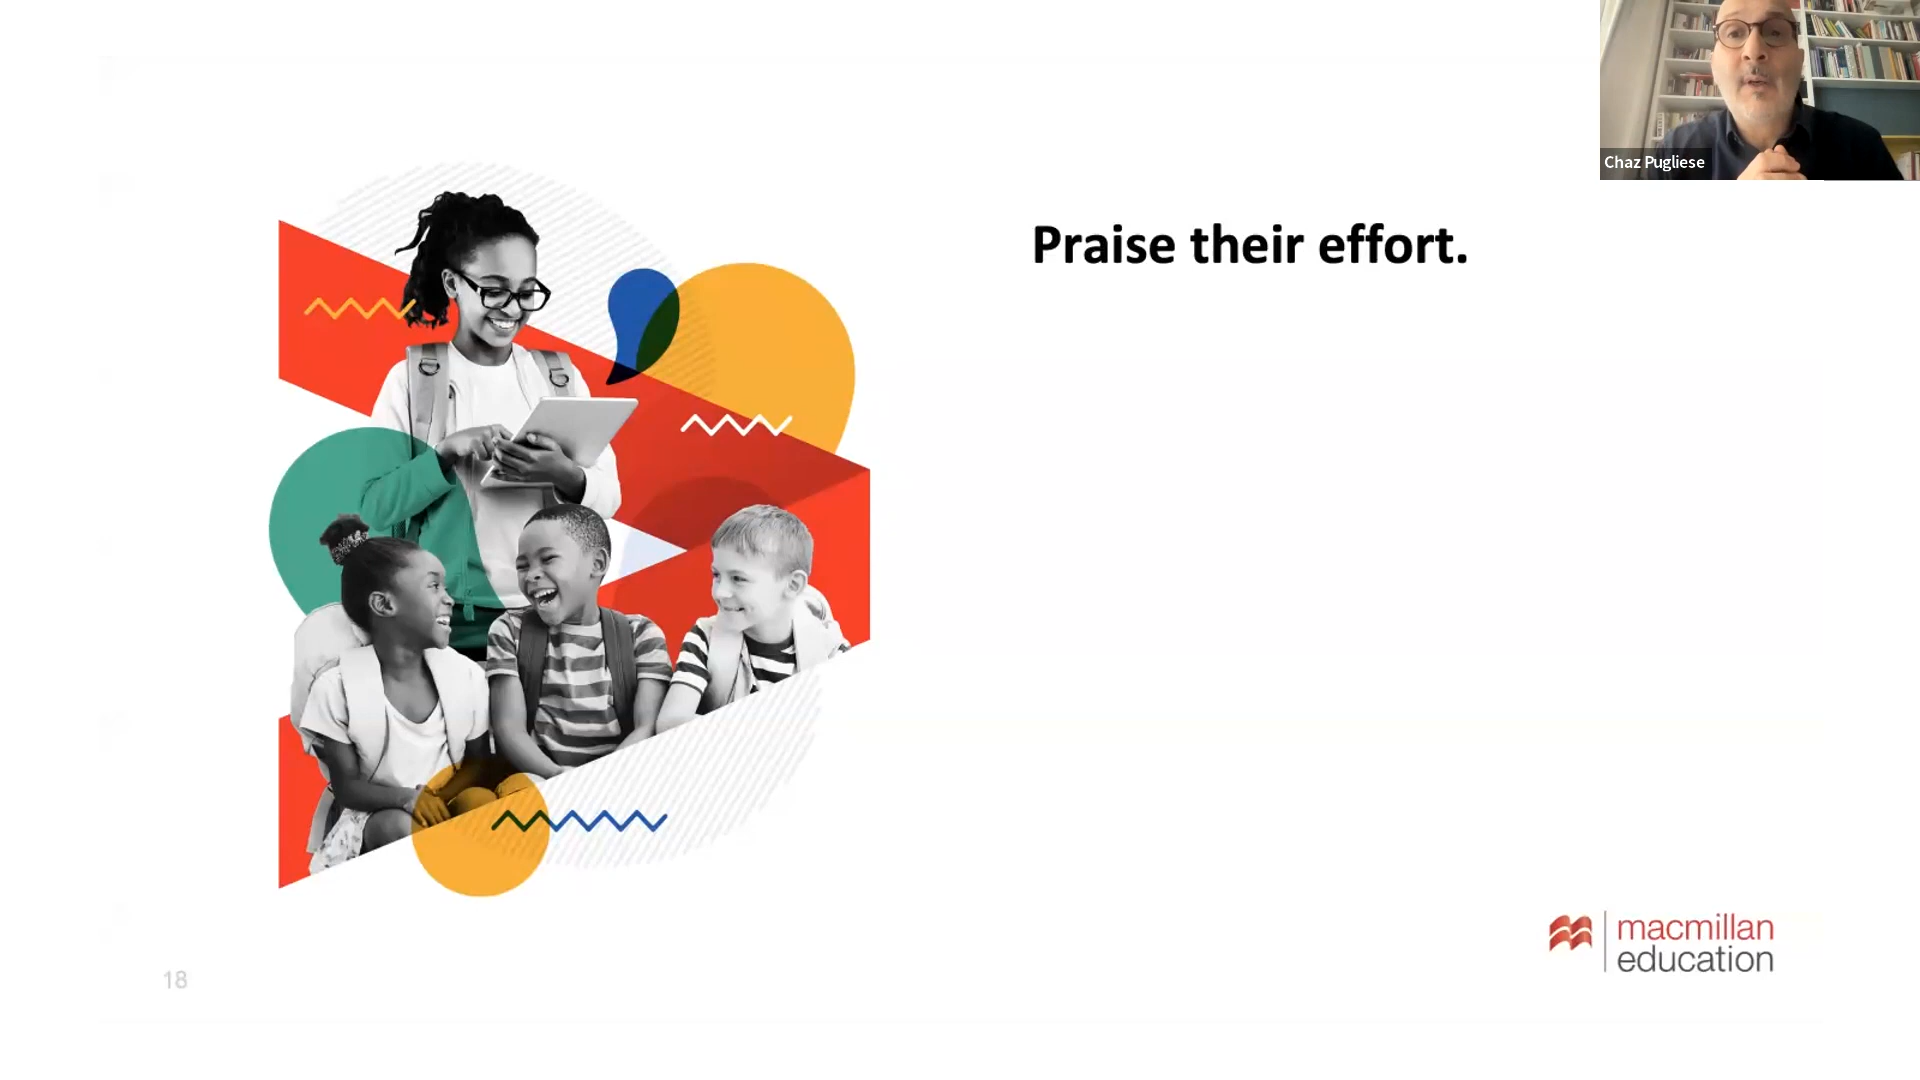 Chaz Pugliese
Praise their effort.
macmillan
education
18